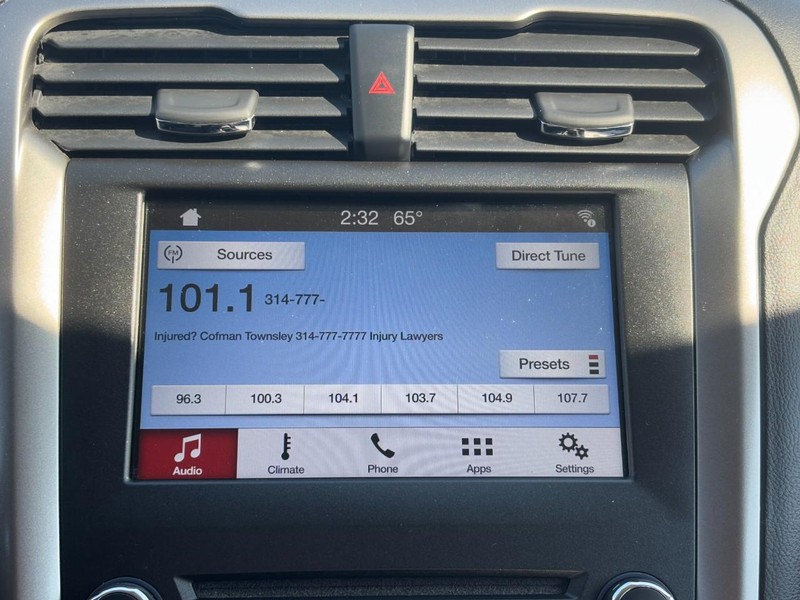 2:32 65°
FM Sources Direct Tune
101.1 314-777-
Injured? Cofman Townsley 314-777-7777 Injury Lawyers
Presets
96.3 100.3 104.1 103.7 104.9 107.7
Audio Climate Phone Apps Settings